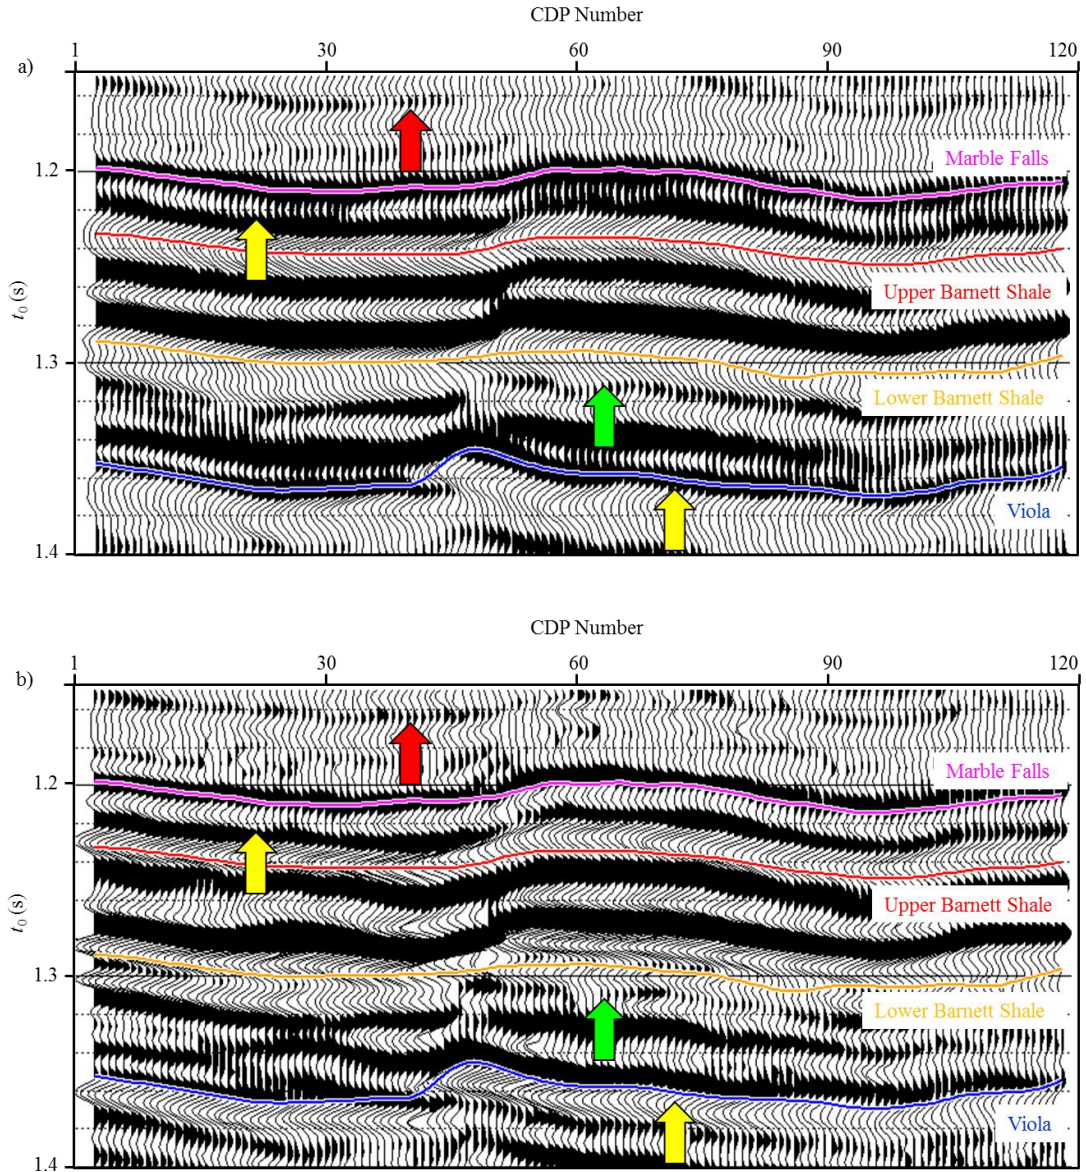 CDP Number
1 30 60 90 120
a)
1.2
Marble Falls
Upper Barnett Shale
t0 (s)
1.3
Lower Barnett Shale
Viola
1.4
CDP Number
1 30 60 90 120
b)
1.2
Marble Falls
Upper Barnett Shale
t0 (s)
1.3
Lower Barnett Shale
Viola
1.4